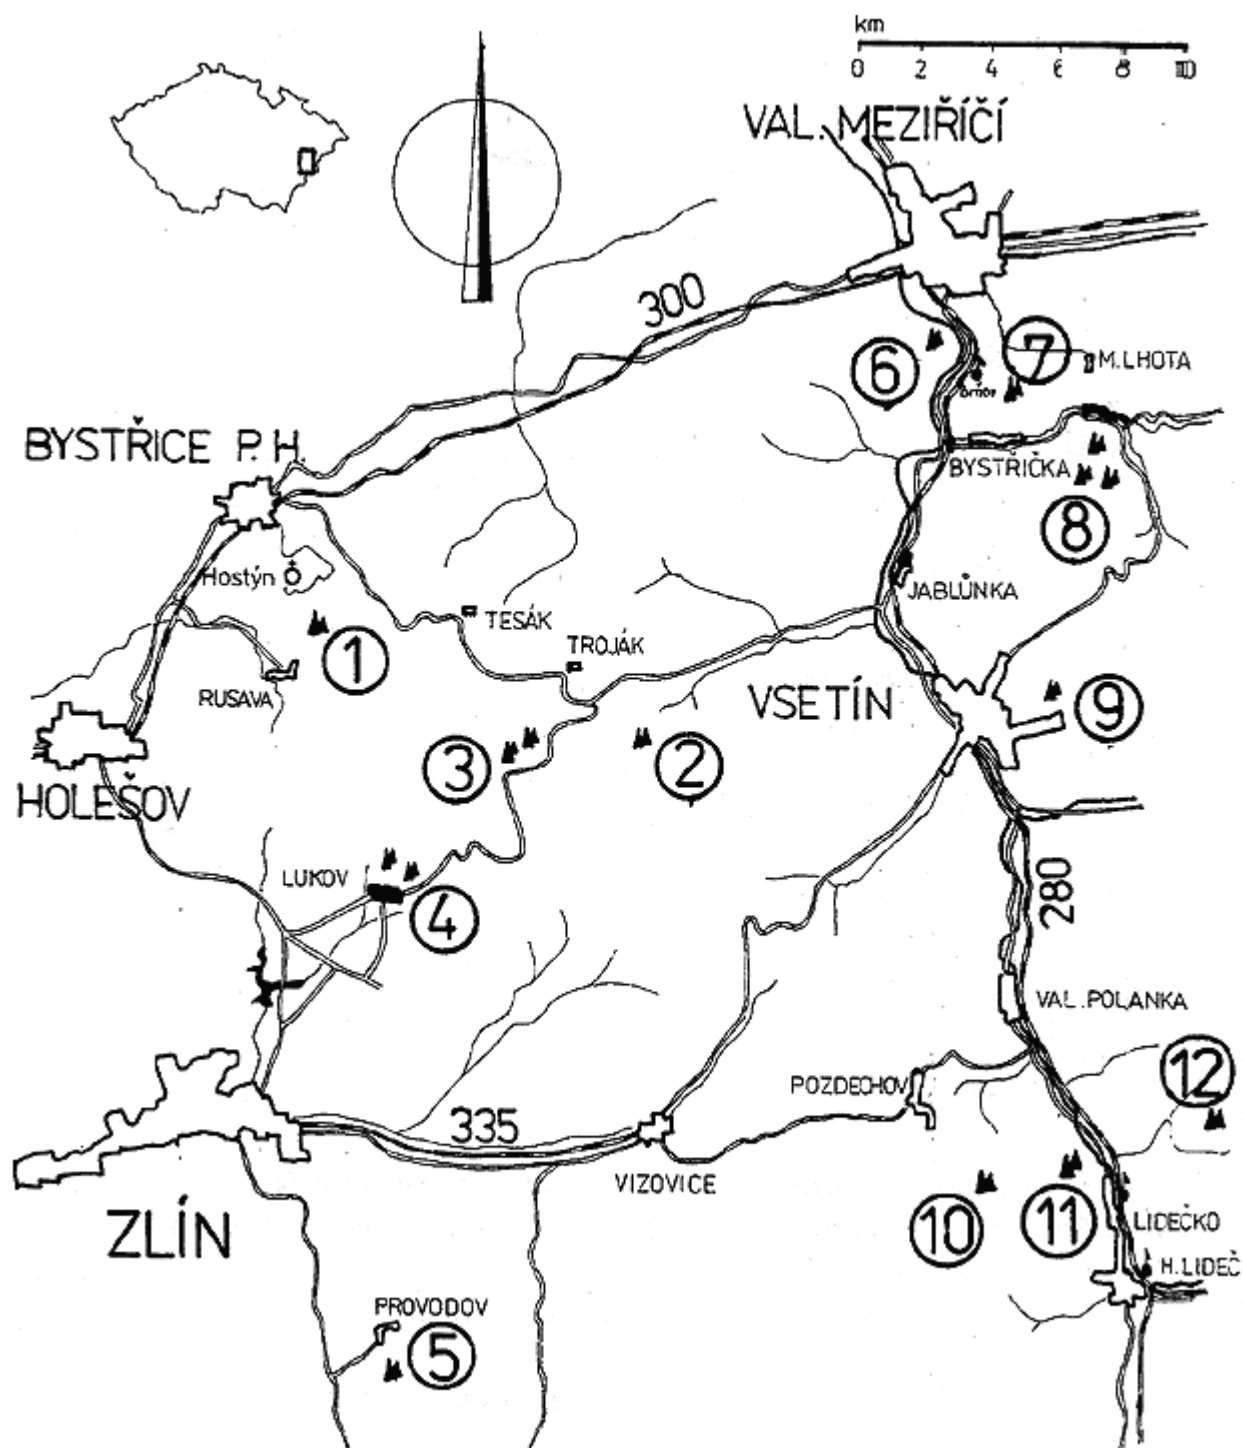 km
0 2 4 6 8 10
VAL. MEZIŘÍČÍ
300
6
7
M. LHOTA
BYSTŘICE P. H.
BYSTŘIČKA
8
Hostýn
JABLŮNKA
TESÁK
1
TROJÁK
RUSAVA
VSETÍN
9
3
2
HOLEŠOV
LUKOV
4
280
VAL. POLANKA
12
POZDECHOV
335
VIZOVICE
10
11
LIDEČKO
ZLÍN
H. LIDEČ
PROVODOV
5